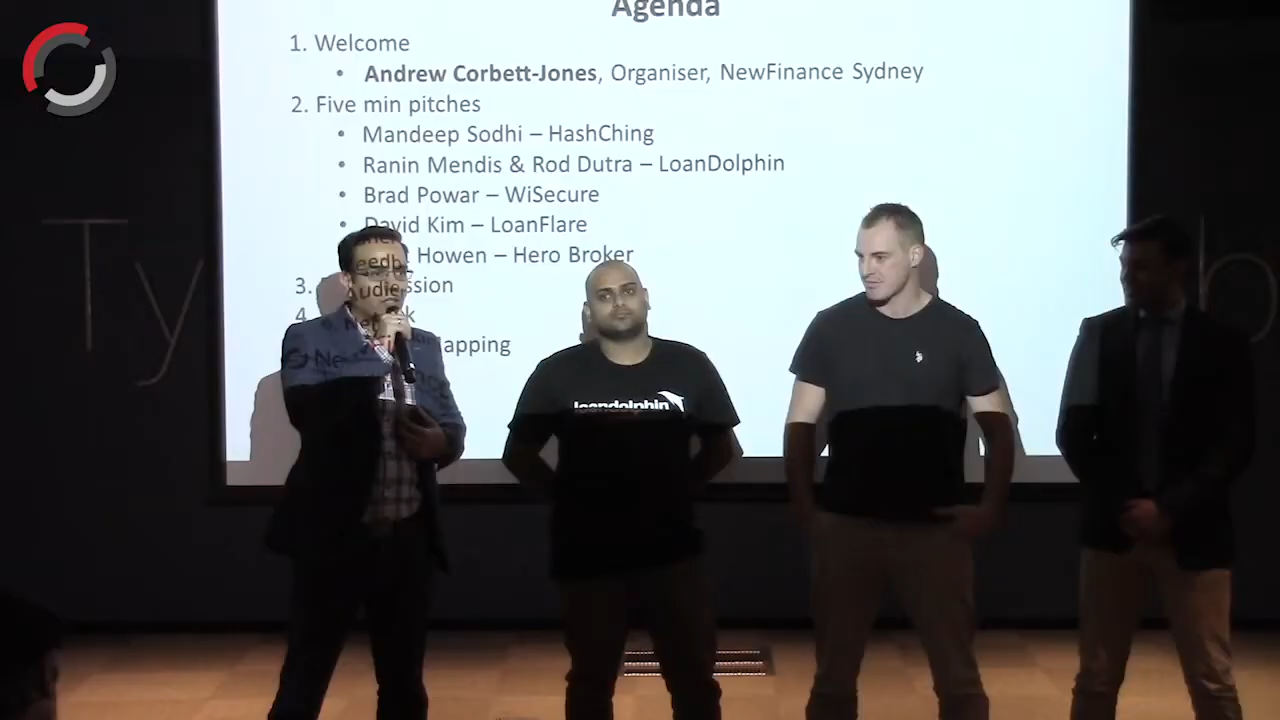 Agenda
1. Welcome
• Andrew Corbett-Jones, Organiser, NewFinance Sydney
2. Five min pitches
• Mandeep Sodhi – HashChing
• Ranin Mendis & Rod Dutra – LoanDolphin
• Brad Powar – WiSecure
• David Kim – LoanFlare
• Howen – Hero Broker
3.
4.
loandolphin
Ty
b